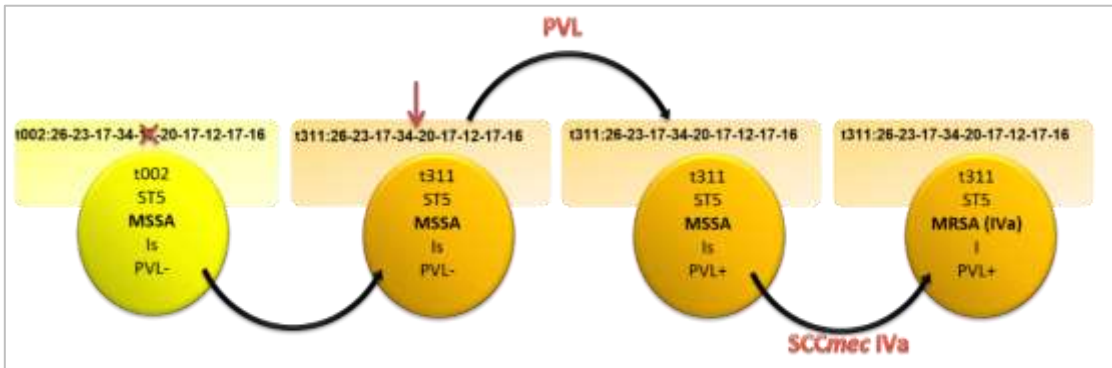 PVL
t002:26-23-17-34-20-17-12-17-16
t311:26-23-17-34-20-17-12-17-16
t311:26-23-17-34-20-17-12-17-16
t311:26-23-17-34-20-17-12-17-16
t002
ST5
MSSA
Is
PVL-
t311
ST5
MSSA
Is
PVL-
t311
ST5
MSSA
Is
PVL+
t311
ST5
MRSA (IVa)
I
PVL+
SCCmec IVa